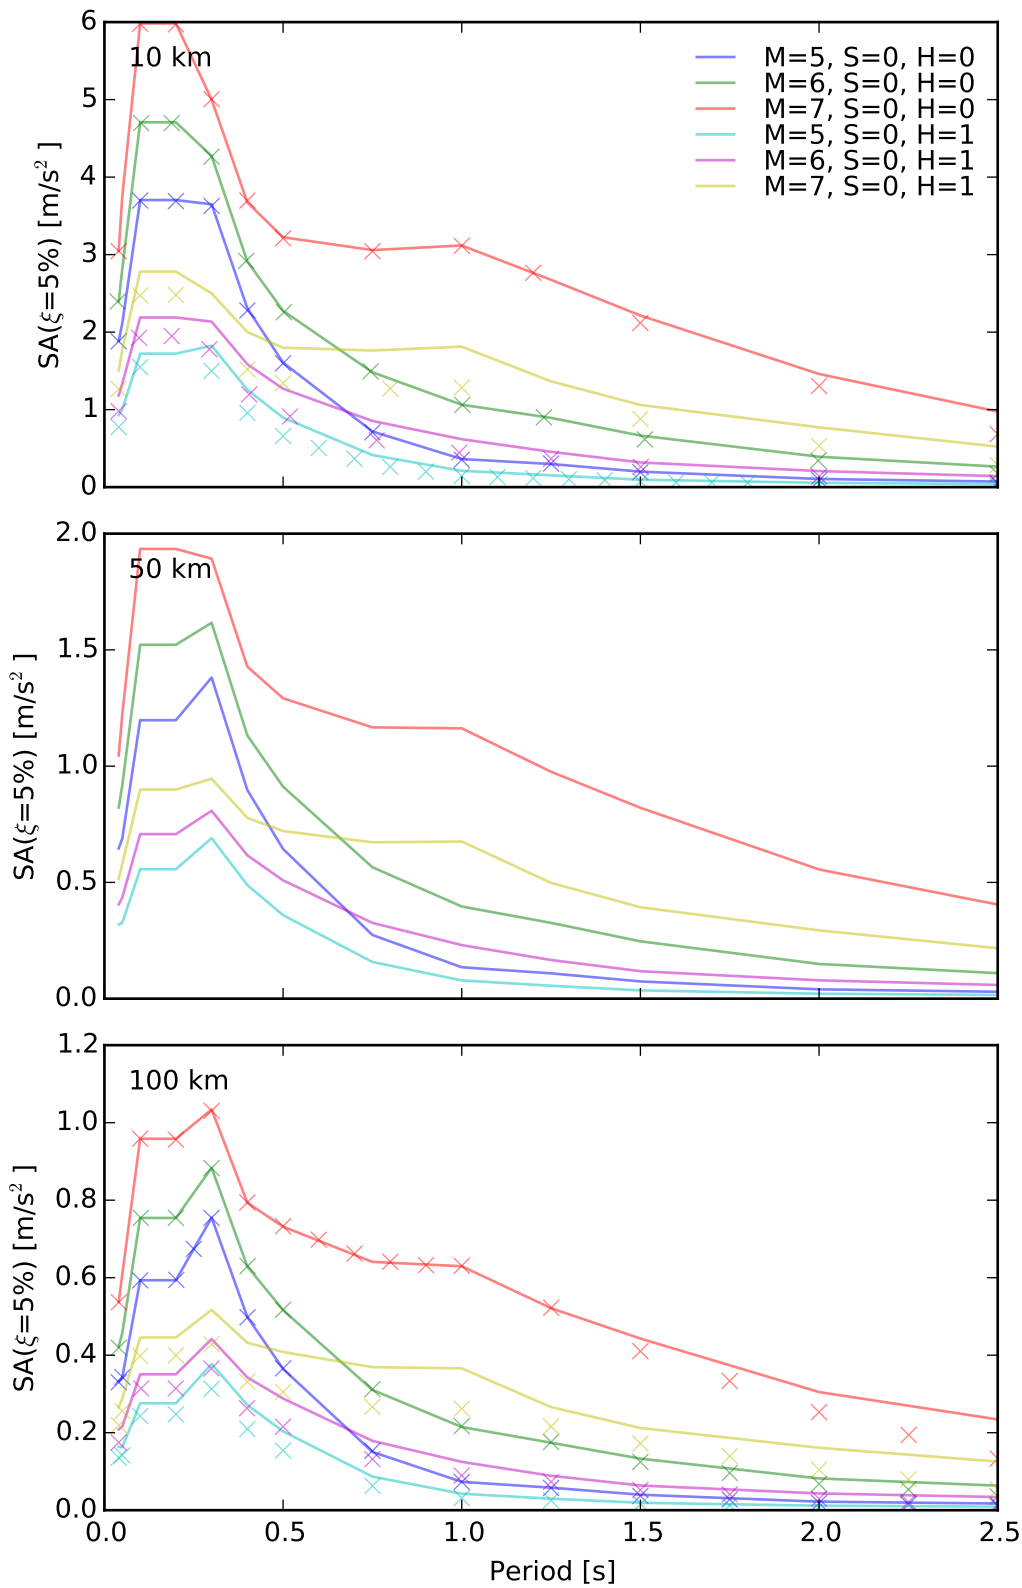 6
10 km
M=5, S=0, H=0
M=6, S=0, H=0
M=7, S=0, H=0
M=5, S=0, H=1
M=6, S=0, H=1
M=7, S=0, H=1
5
4
3
2
1
0
SA(ξ=5%) [m/s² ]
2.0
50 km
1.5
1.0
0.5
0.0
SA(ξ=5%) [m/s² ]
1.2
100 km
1.0
0.8
0.6
0.4
0.2
0.0
SA(ξ=5%) [m/s² ]
0.0 0.5 1.0 1.5 2.0 2.5
Period [s]